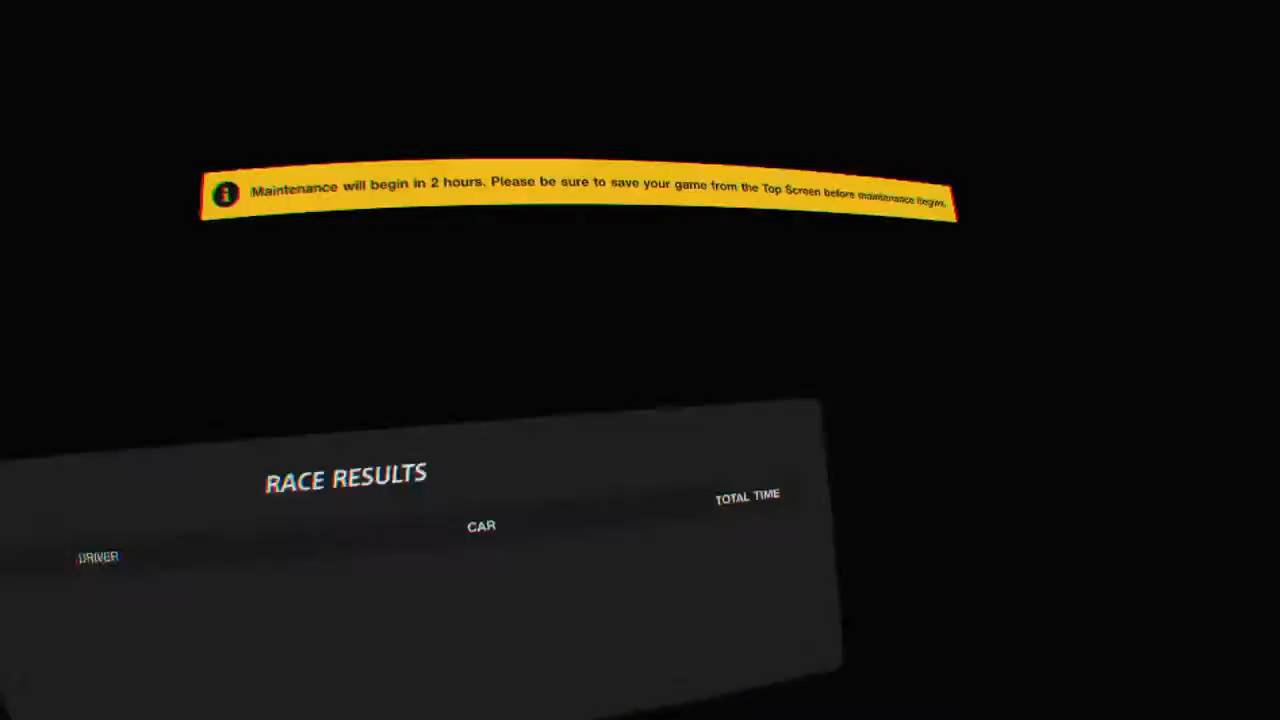 Maintenance will begin in 2 hours. Please be sure to save your game from the Top Screen before maintenance begins.
RACE RESULTS
DRIVER CAR TOTAL TIME